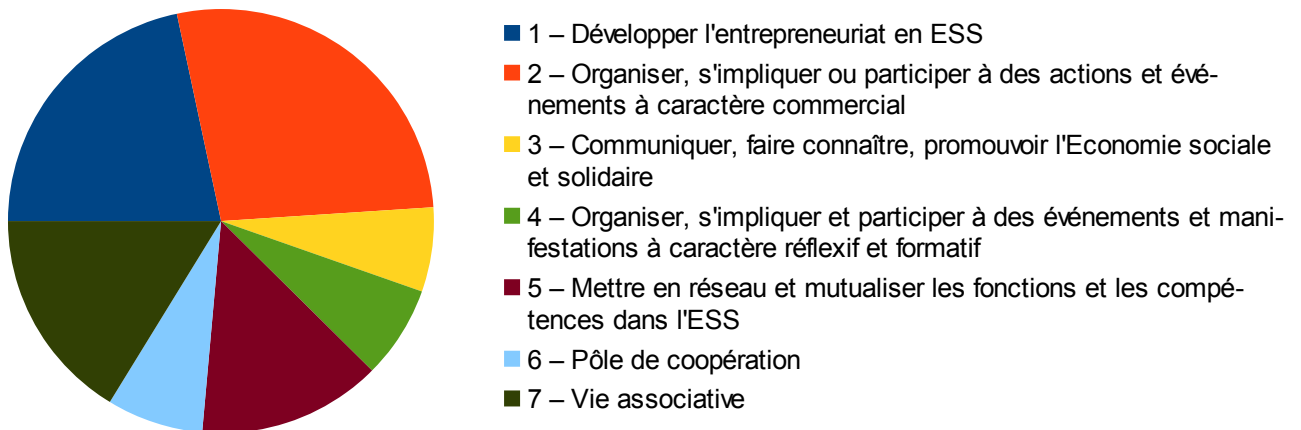 1 – Développer l'entrepreneuriat en ESS
2 – Organiser, s'impliquer ou participer à des actions et évé-
nements à caractère commercial
3 – Communiquer, faire connaître, promouvoir l'Economie sociale
et solidaire
4 – Organiser, s'impliquer et participer à des événements et mani-
festations à caractère réflexif et formatif
5 – Mettre en réseau et mutualiser les fonctions et les compé-
tences dans l'ESS
6 – Pôle de coopération
7 – Vie associative